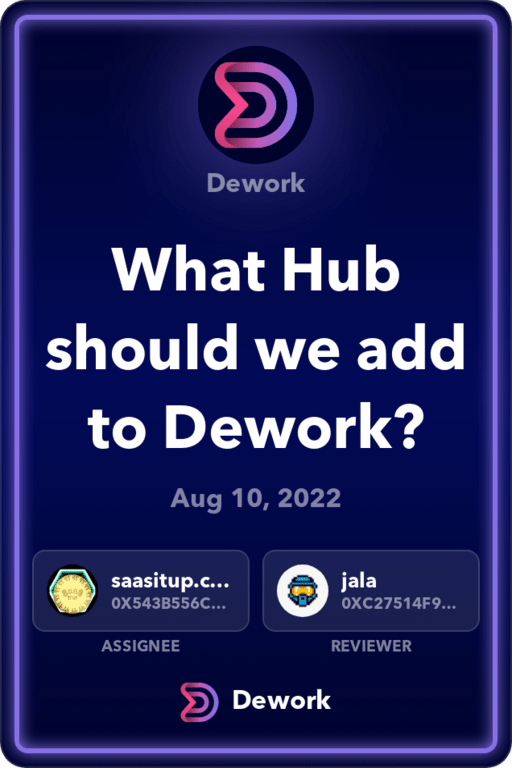 Dework
What Hub
should we add
to Dework?
Aug 10, 2022
saasitup.c...
0X543B556C...
jala
0XC27514F9...
ASSIGNEE
REVIEWER
Dework